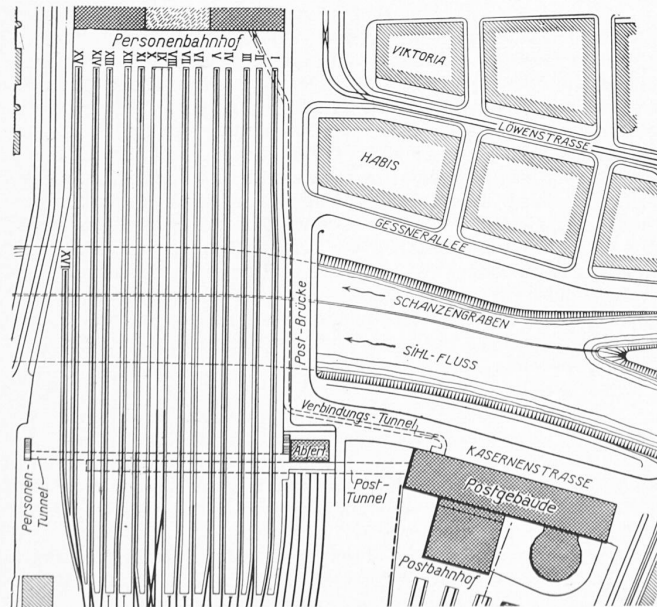 Personenbahnhof
XV
XIV
XIII
XII
XI
X
IX
VIII
VII
VI
V
IV
III
II
I
XVI
VIKTORIA
LÖWENSTRASSE
HABIS
GESSNERALLEE
SCHANZENGRABEN
SIHL-FLUSS
Post-Brücke
Verbindungs-Tunnel
Abfert.
KASERNENSTRASSE
Personen-
Tunnel
Post-
Tunnel
Postgebäude
Postbahnhof